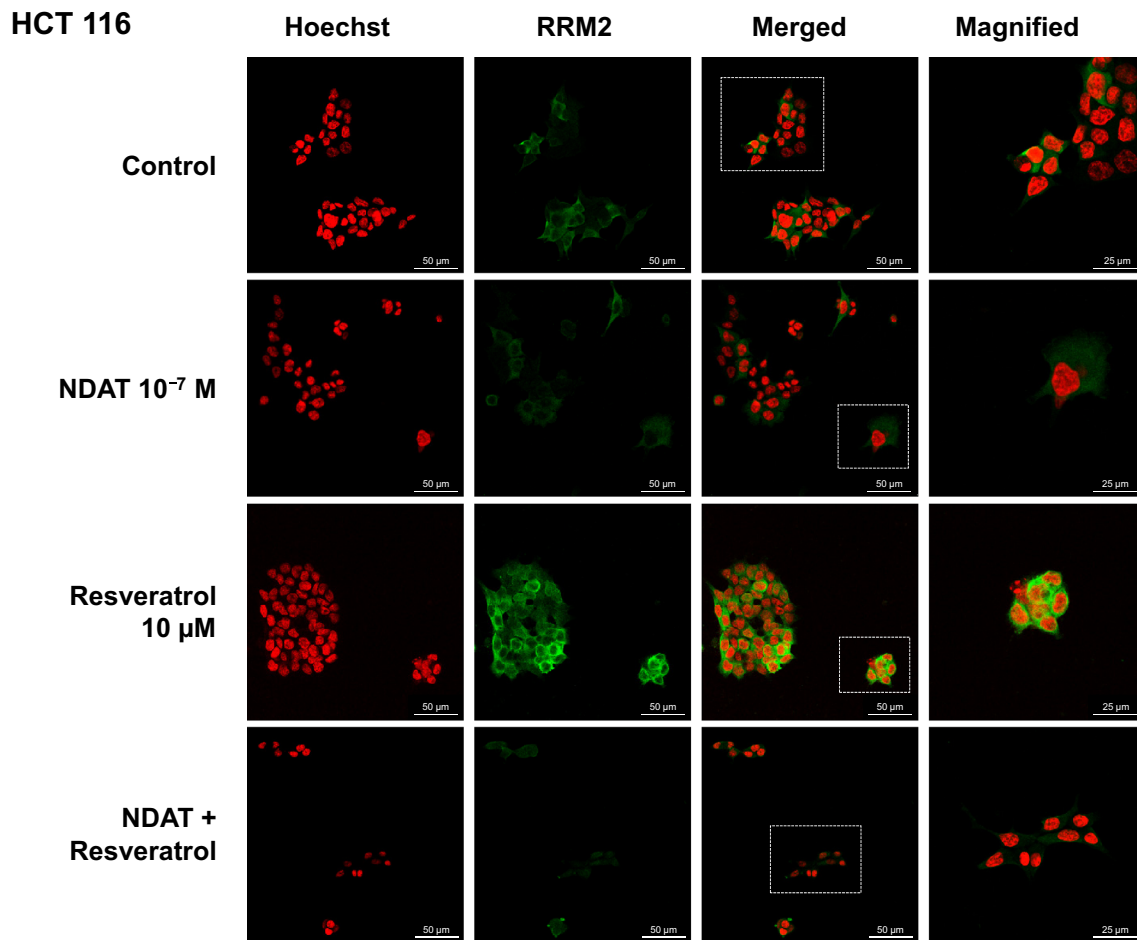 HCT 116
Hoechst RRM2 Merged Magnified
Control
50 µm 50 µm 50 µm 25 µm
NDAT 10⁻⁷ M
50 µm 50 µm 50 µm 25 µm
Resveratrol
10 µM
50 µm 50 µm 50 µm 25 µm
NDAT +
Resveratrol
50 µm 50 µm 50 µm 25 µm